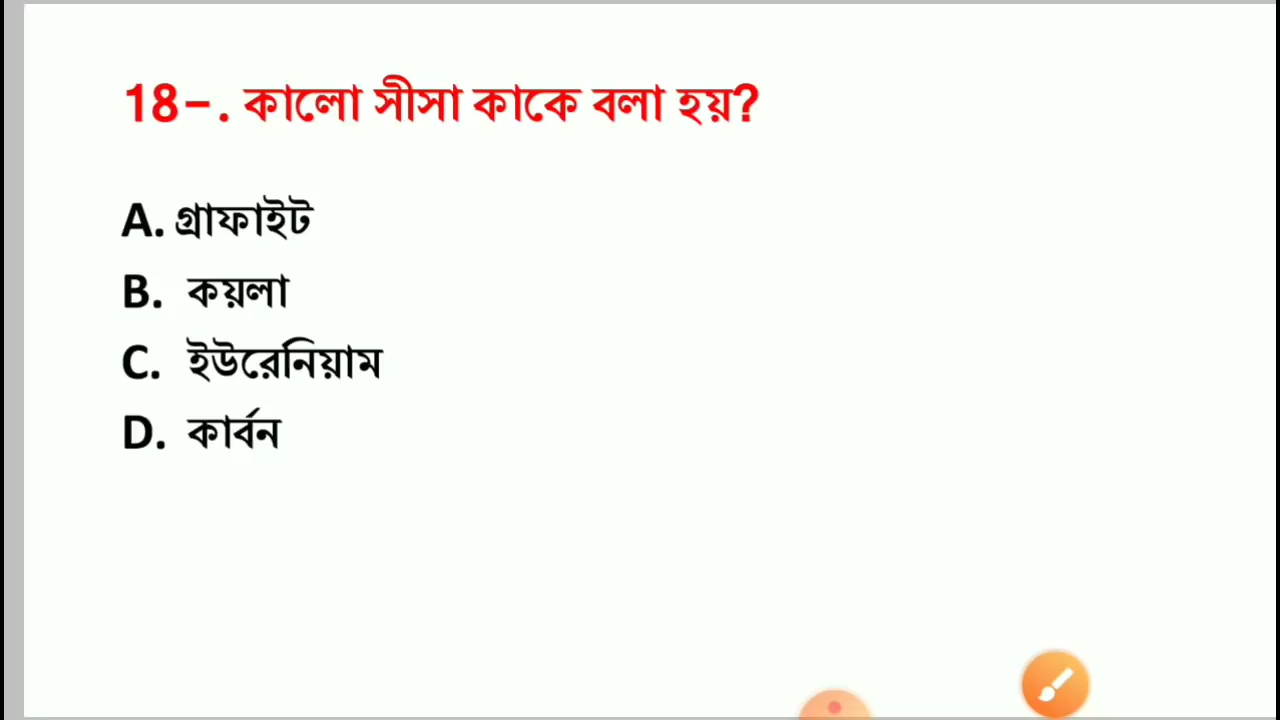 18-. কালো সীসা কাকে বলা হয়?
A. গ্রাফাইট
B. কয়লা
C. ইউরেনিয়াম
D. কার্বন